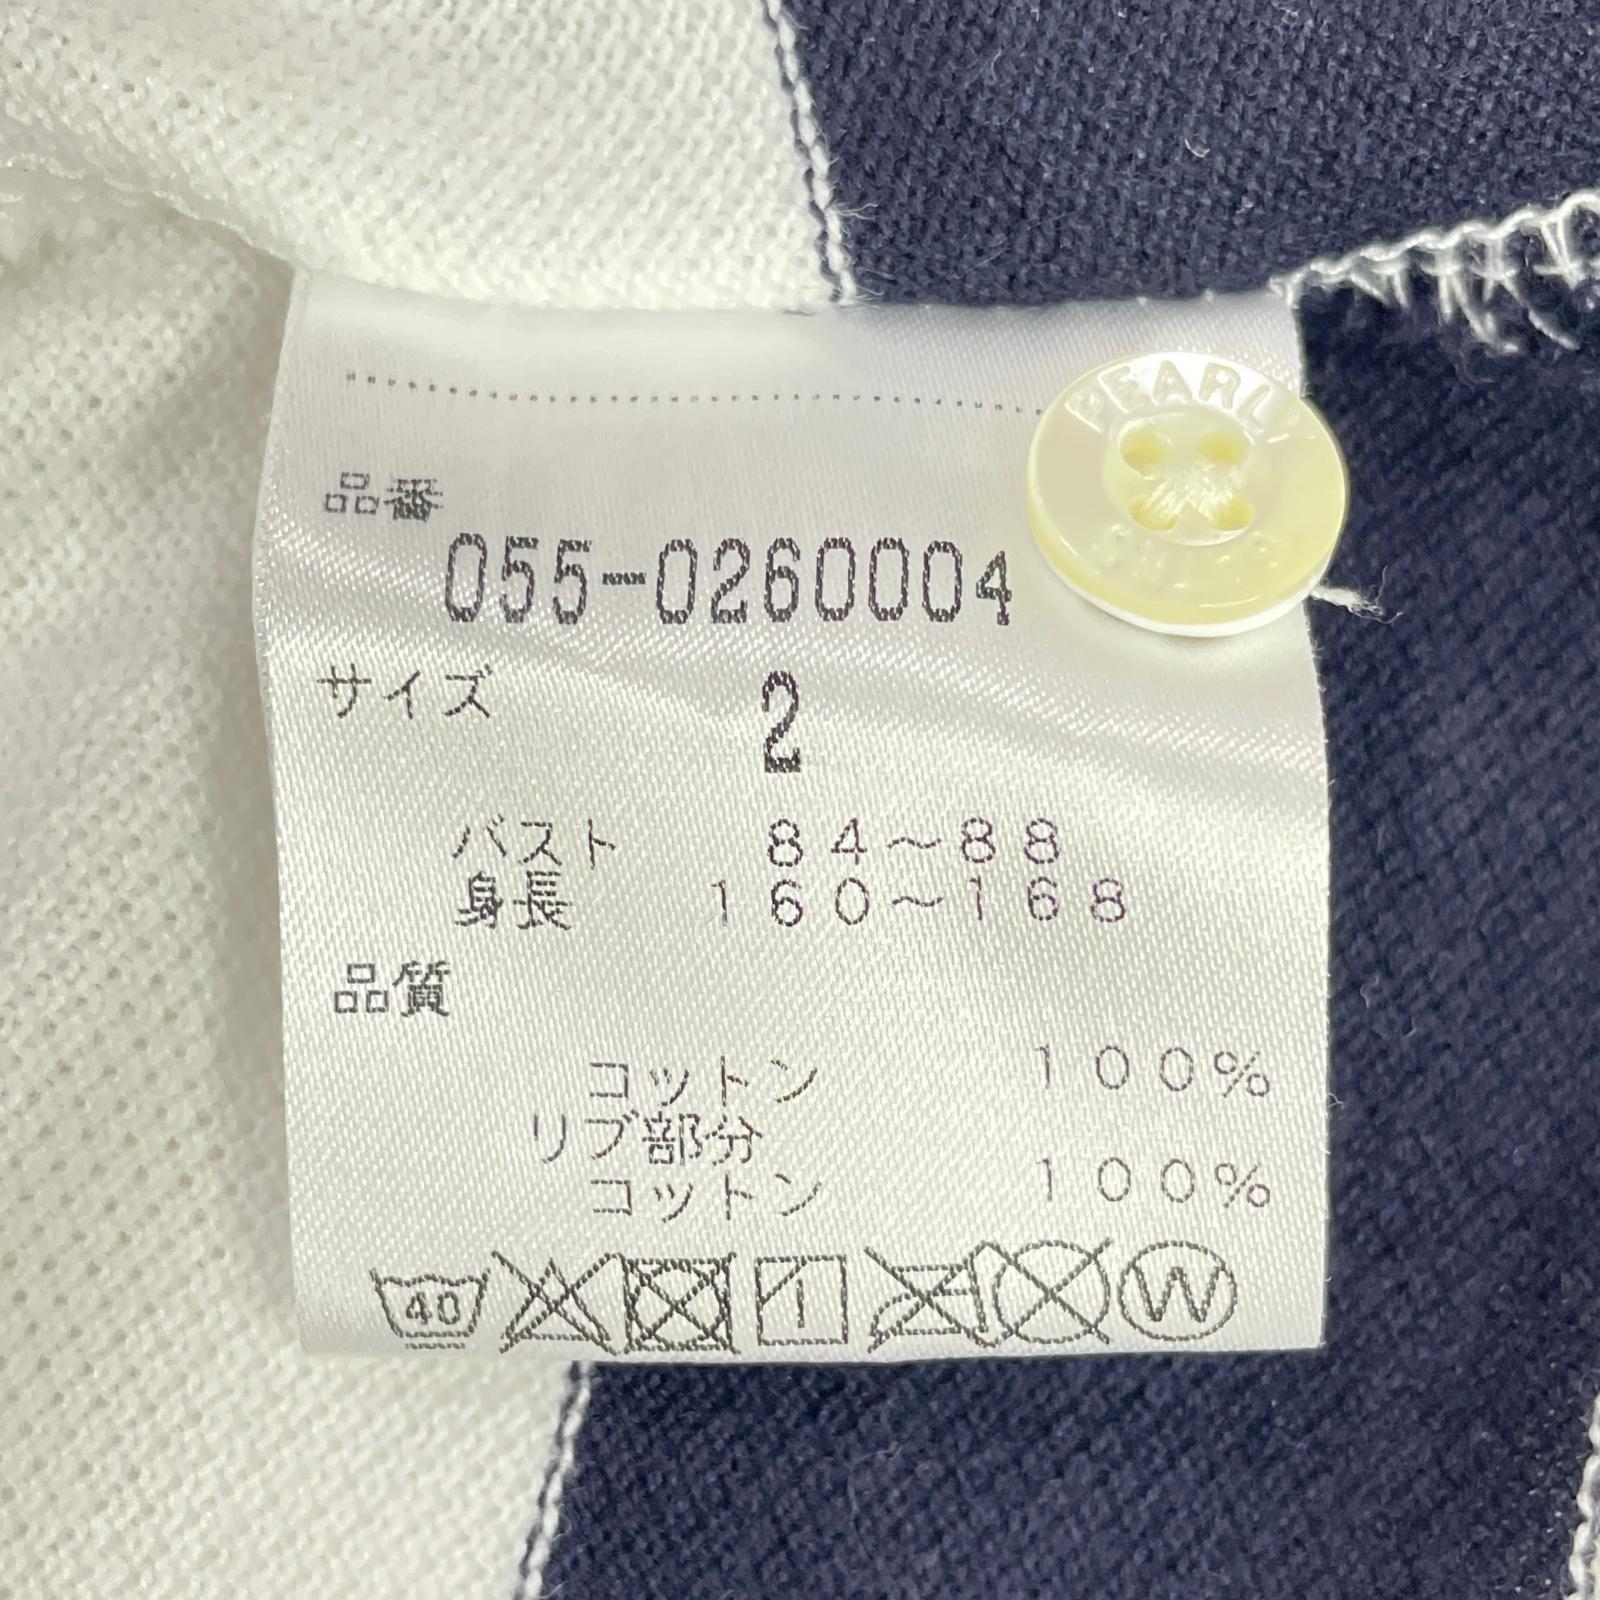 PEARLY
品番
055-0260004
サイズ 2
バスト 84～88
身長 160～168
品質
コットン 100%
リブ部分
コットン 100%
40
W